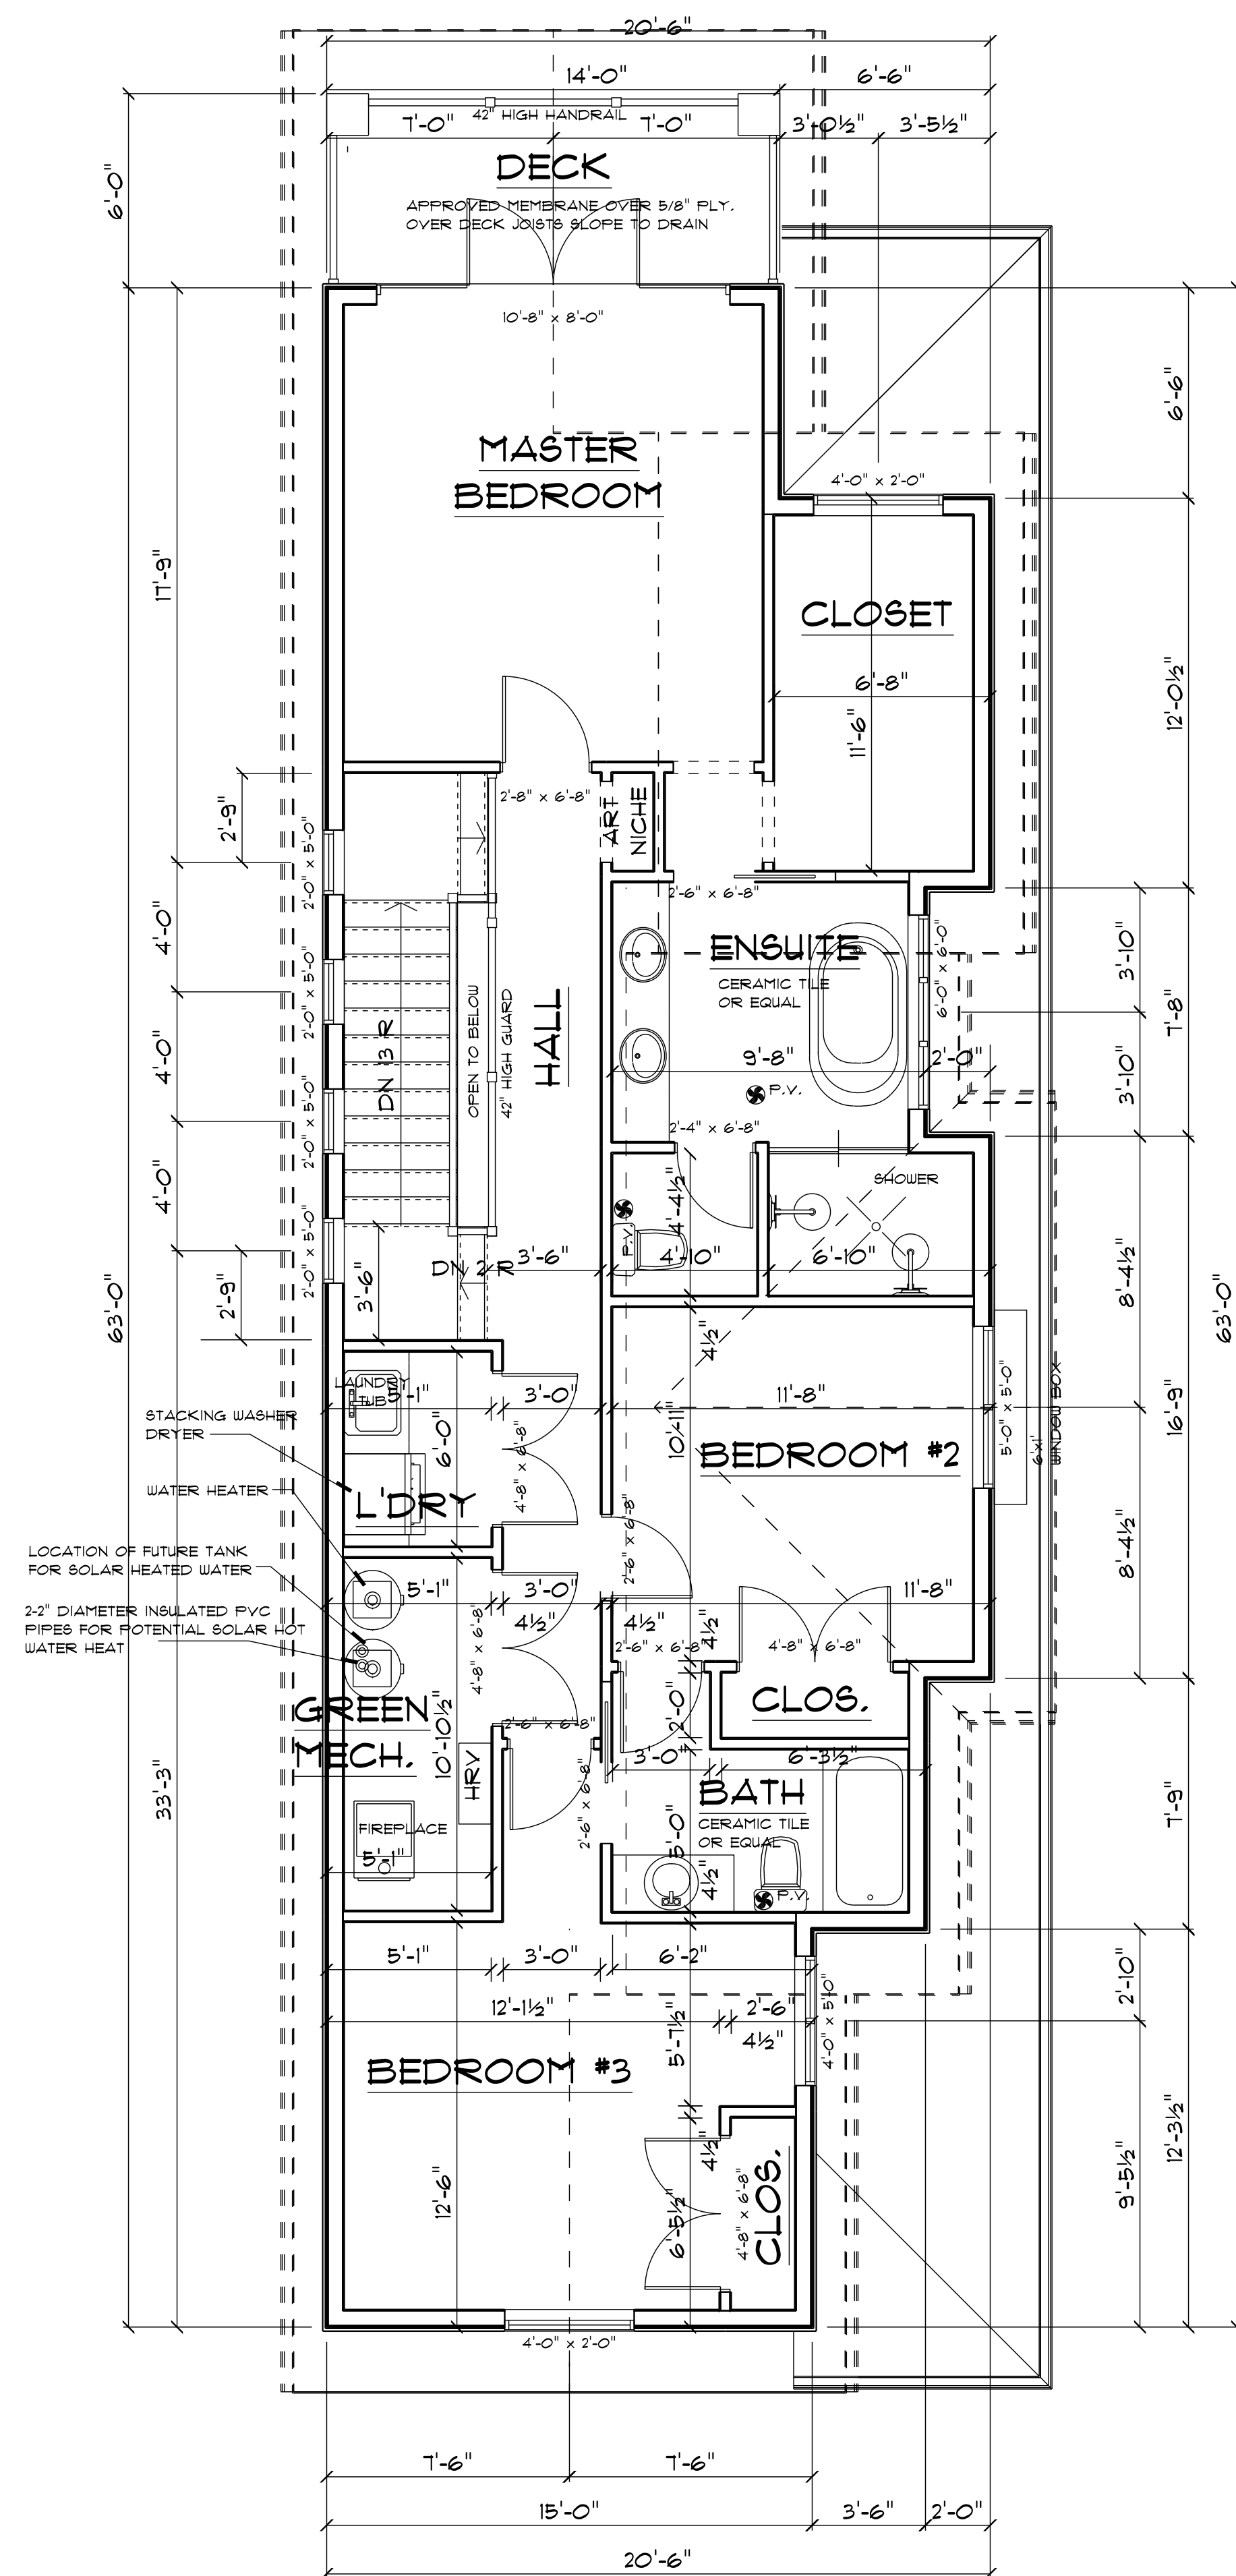 20'-6"
14'-0"
6'-6"
42" HIGH HANDRAIL
7'-0"
7'-0"
3'-0½"
3'-5½"
6'-0"
DECK
APPROVED MEMBRANE OVER 5/8" PLY.
OVER DECK JOISTS SLOPE TO DRAIN
10'-8" x 8'-0"
6'-6"
MASTER
BEDROOM
4'-0" x 2'-0"
17'-9"
CLOSET
6'-8"
11'-6"
12'-0½"
2'-9"
2'-0" x 5'-0"
2'-8" x 6'-8"
ART
NICHE
2'-6" x 6'-8"
4'-0"
2'-0" x 5'-0"
ENSUITE
CERAMIC TILE
OR EQUAL
6'-0" x 6'-0"
3'-10"
7'-8"
DN 13 R
OPEN TO BELOW
42" HIGH GUARD
HALL
9'-8"
2'-0"
P.V.
3'-10"
4'-0"
2'-0" x 5'-0"
2'-4" x 6'-8"
4'-0"
4'-4½"
SHOWER
P.V.
2'-0" x 5'-0"
DN 2 R
3'-6"
4'-10"
6'-10"
8'-4½"
63'-0"
2'-9"
3'-6"
63'-0"
4½"
LAUNDRY
TUB
5'-1"
3'-0"
11'-8"
5'-0" x 5'-0"
6'x1'
WINDOW BOX
16'-9"
STACKING WASHER
DRYER
6'-0"
4'-8" x 6'-8"
10'-11"
BEDROOM #2
WATER HEATER
L'DRY
2'-6" x 6'-8"
8'-4½"
LOCATION OF FUTURE TANK
FOR SOLAR HEATED WATER
5'-1"
3'-0"
11'-8"
2-2" DIAMETER INSULATED PVC
PIPES FOR POTENTIAL SOLAR HOT
WATER HEAT
4½"
4½"
4½"
4'-8" x 6'-8"
2'-6" x 6'-8"
4'-8" x 6'-8"
GREEN
MECH.
10'-10½"
2'-6" x 6'-8"
2'-0"
CLOS.
3'-0"
6'-3½"
HRV
2'-6" x 6'-8"
BATH
CERAMIC TILE
OR EQUAL
33'-3"
7'-9"
FIREPLACE
5'-1"
5'-0"
4½"
P.V.
5'-1"
3'-0"
6'-2"
2'-10"
12'-1½"
2'-6"
4½"
5'-7½"
4'-0" x 5'-0"
BEDROOM #3
12'-3½"
9'-5½"
4½"
12'-6"
6'-5½"
4'-8" x 6'-8"
CLOS.
4'-0" x 2'-0"
7'-6"
7'-6"
15'-0"
3'-6"
2'-0"
20'-6"